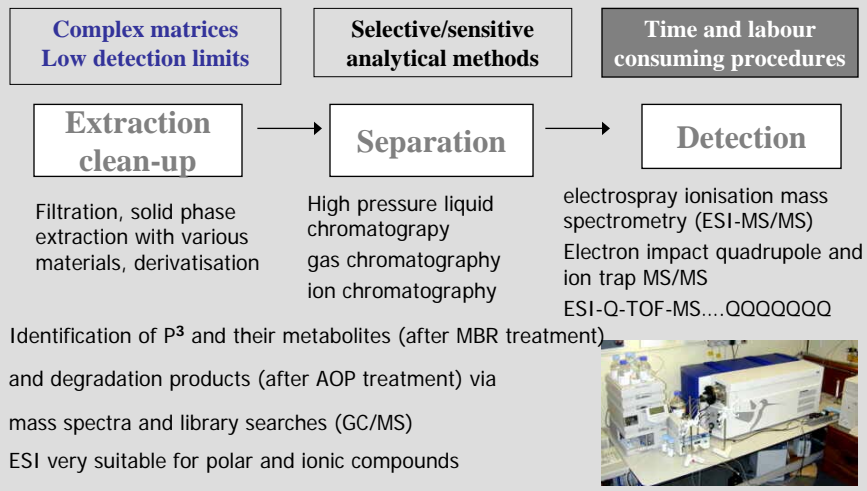 Complex matrices
Low detection limits
Selective/sensitive
analytical methods
Time and labour
consuming procedures
Extraction
clean-up
Separation
Detection
Filtration, solid phase
extraction with various
materials, derivatisation
High pressure liquid
chromatograpy
gas chromatography
ion chromatography
electrospray ionisation mass
spectrometry (ESI-MS/MS)
Electron impact quadrupole and
ion trap MS/MS
ESI-Q-TOF-MS....QQQQQQQ
Identification of P³ and their metabolites (after MBR treatment)
and degradation products (after AOP treatment) via
mass spectra and library searches (GC/MS)
ESI very suitable for polar and ionic compounds